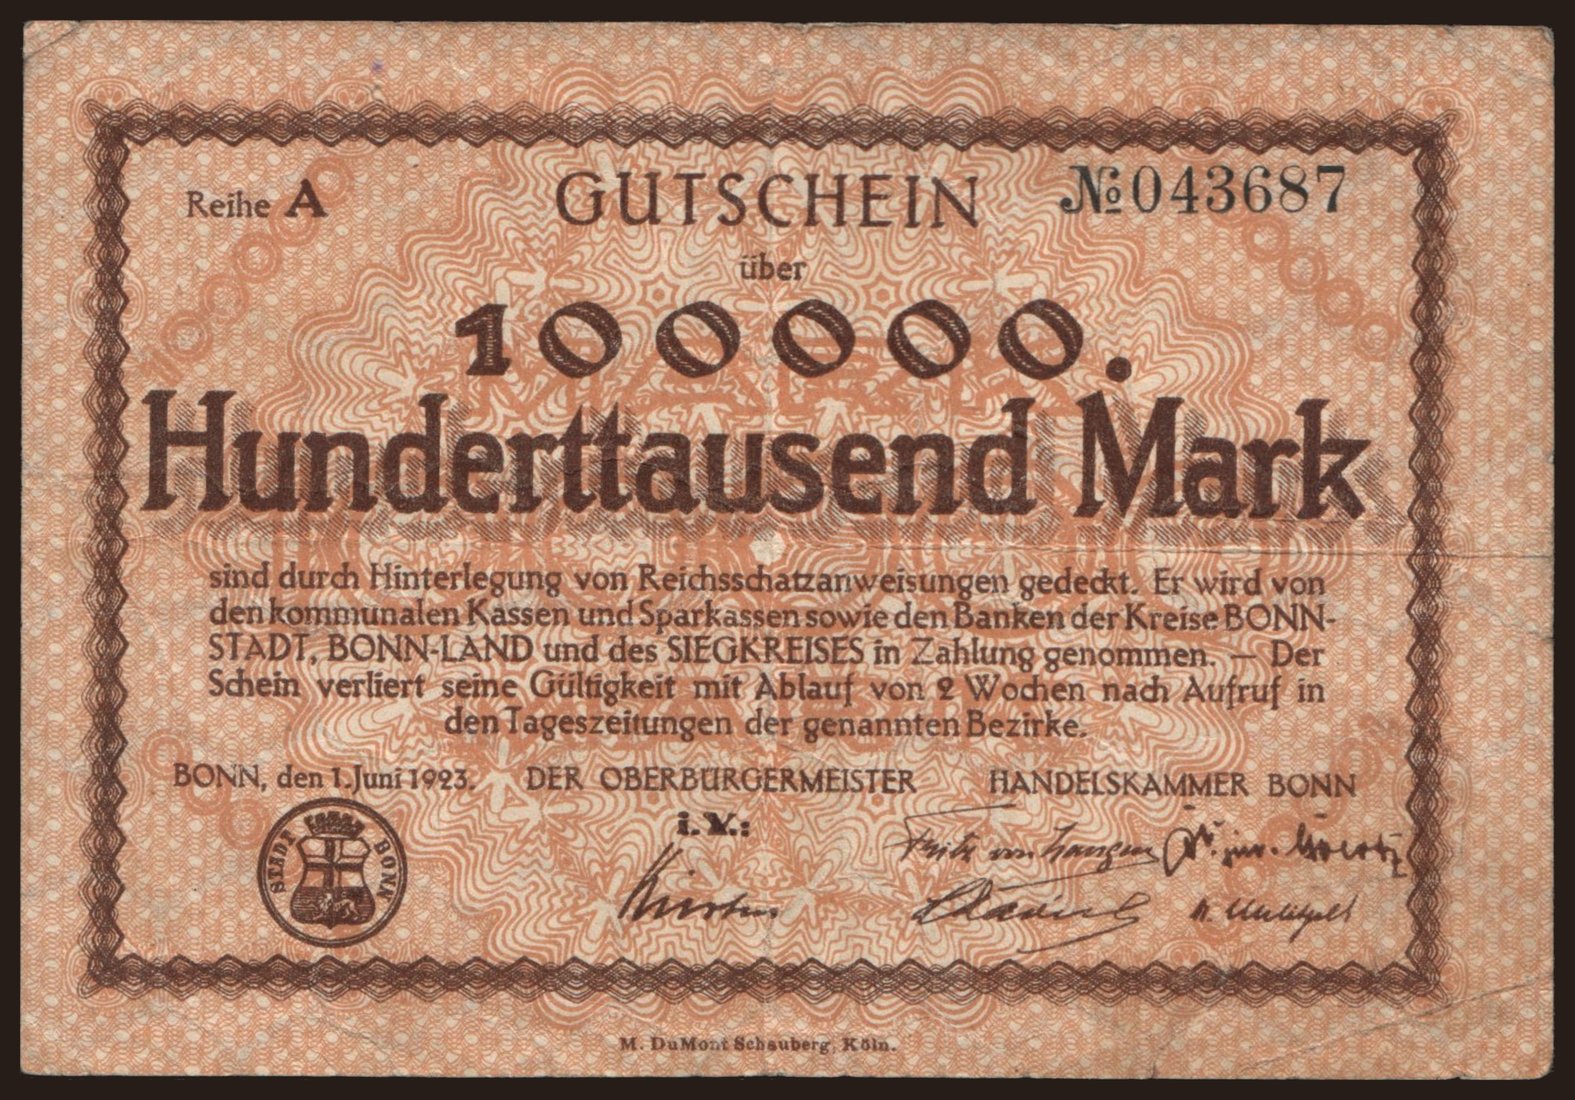 Reihe A GUTSCHEIN № 043687
über
100000.
Hunderttausend Mark
sind durch Hinterlegung von Reichsschatzanweisungen gedeckt. Er wird von
den kommunalen Kassen und Sparkassen sowie den Banken der Kreise BONN-
STADT, BONN-LAND und des SIEGKREISES in Zahlung genommen. — Der
Schein verliert seine Gültigkeit mit Ablauf von 2 Wochen nach Aufruf in
den Tageszeitungen der genannten Bezirke.
BONN, den 1. Juni 1923. DER OBERBÜRGERMEISTER HANDELSKAMMER BONN
i. V.:
STADT BONN
M. DuMont Schauberg, Köln.